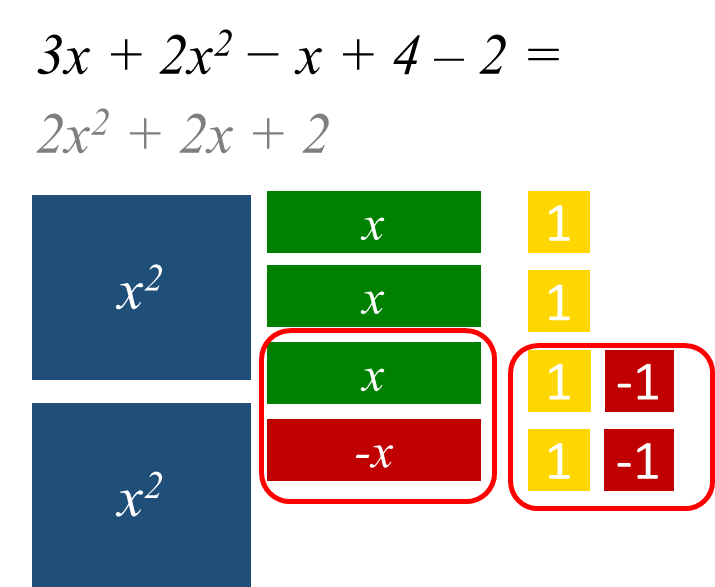 3x + 2x² − x + 4 – 2 =
2x² + 2x + 2
x²
x²
x
x
x
-x
1
1
1 -1
1 -1